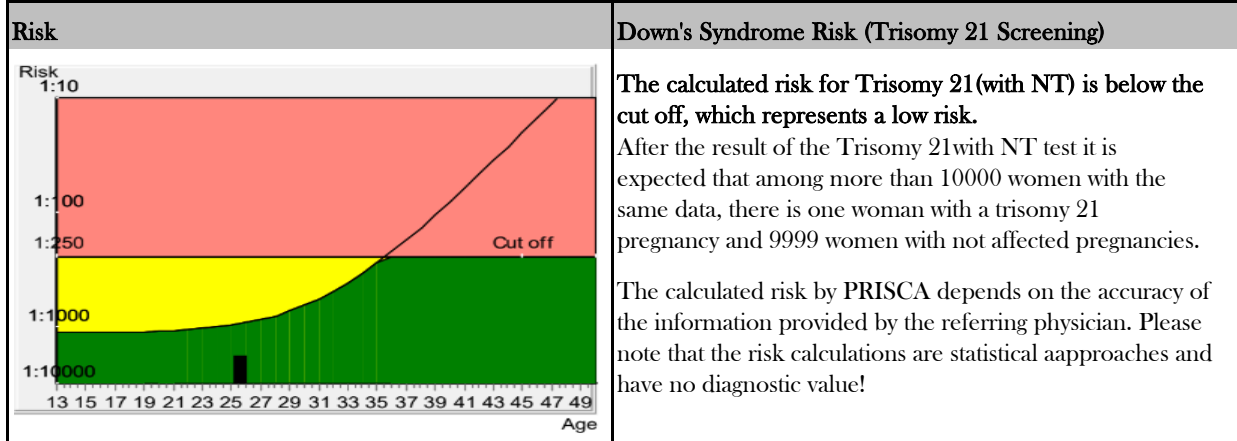 Risk
Down's Syndrome Risk (Trisomy 21 Screening)
Risk
1:10
1:100
1:250
Cut off
1:1000
1:10000
13 15 17 19 21 23 25 27 29 31 33 35 37 39 41 43 45 47 49
Age
The calculated risk for Trisomy 21(with NT) is below the
cut off, which represents a low risk.
After the result of the Trisomy 21with NT test it is
expected that among more than 10000 women with the
same data, there is one woman with a trisomy 21
pregnancy and 9999 women with not affected pregnancies.
The calculated risk by PRISCA depends on the accuracy of
the information provided by the referring physician. Please
note that the risk calculations are statistical aapproaches and
have no diagnostic value!